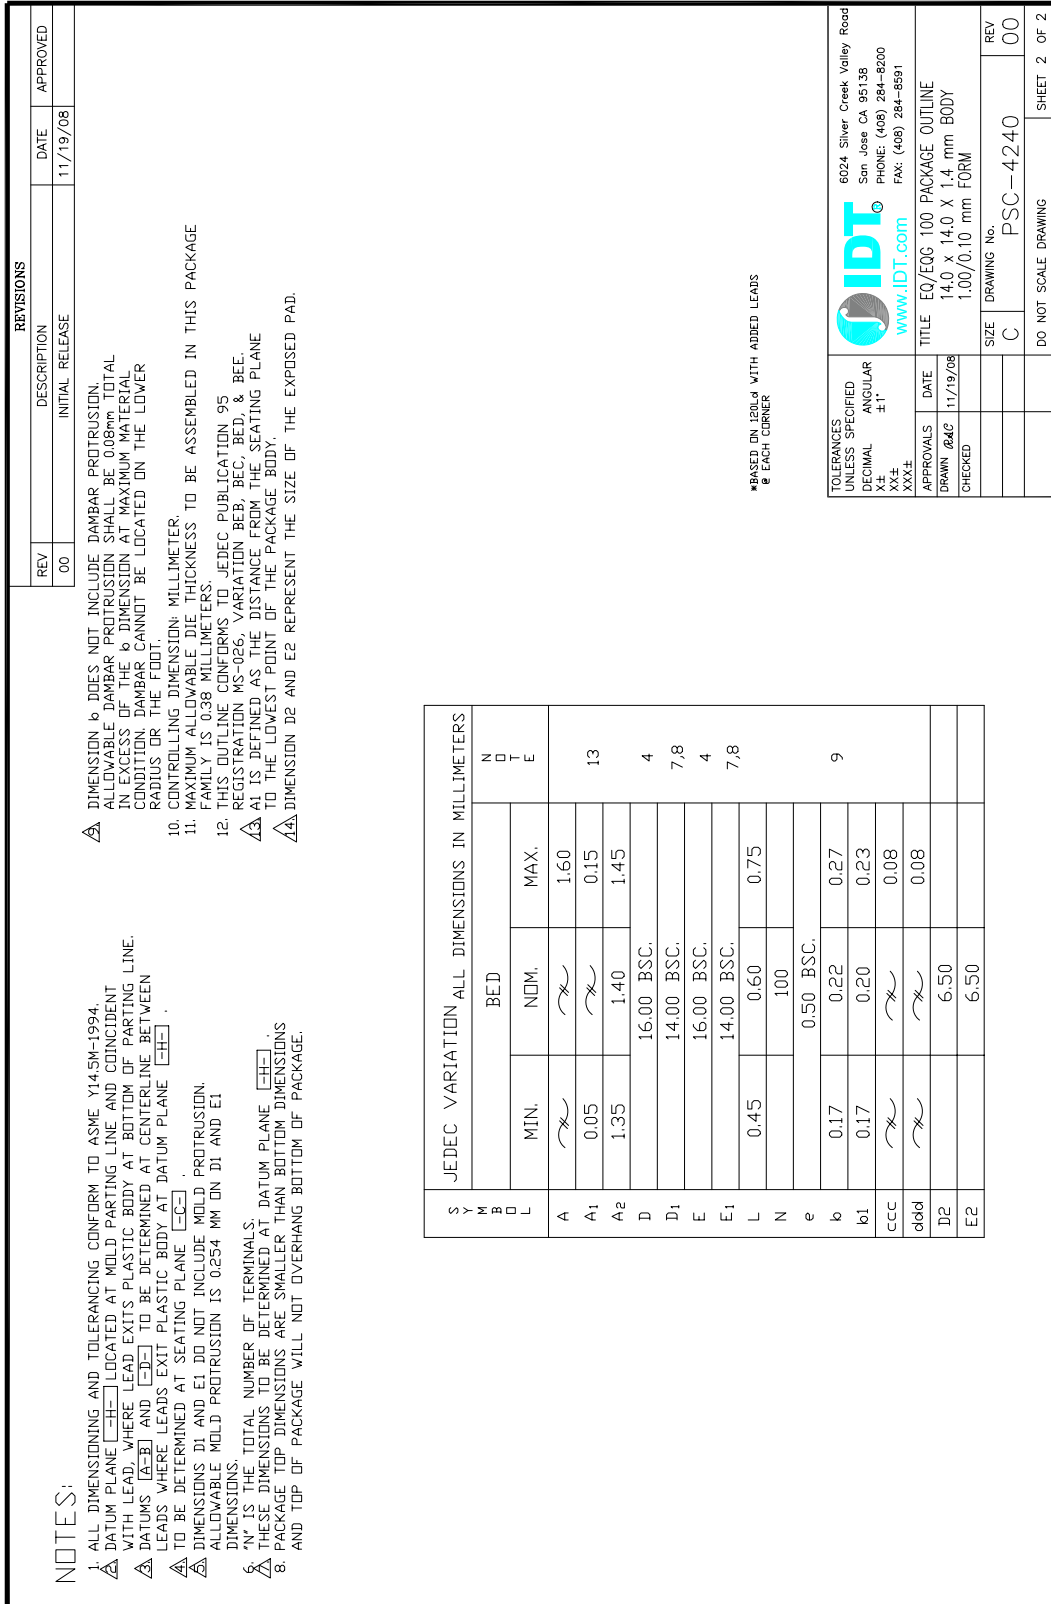 NOTES:
1. ALL DIMENSIONING AND TOLERANCING CONFORM TO ASME Y14.5M-1994.
2. DATUM PLANE -H- LOCATED AT MOLD PARTING LINE AND COINCIDENT
WITH LEAD, WHERE LEAD EXITS PLASTIC BODY AT BOTTOM OF PARTING LINE.
3. DATUMS A-B AND -D- TO BE DETERMINED AT CENTERLINE BETWEEN
LEADS WHERE LEADS EXIT PLASTIC BODY AT DATUM PLANE -H- .
4. TO BE DETERMINED AT SEATING PLANE -C- .
5. DIMENSIONS D1 AND E1 DO NOT INCLUDE MOLD PROTRUSION.
ALLOWABLE MOLD PROTRUSION IS 0.254 MM ON D1 AND E1
DIMENSIONS.
6. "N" IS THE TOTAL NUMBER OF TERMINALS.
7. THESE DIMENSIONS TO BE DETERMINED AT DATUM PLANE -H- .
8. PACKAGE TOP DIMENSIONS ARE SMALLER THAN BOTTOM DIMENSIONS
AND TOP OF PACKAGE WILL NOT OVERHANG BOTTOM OF PACKAGE.
9. DIMENSION b DOES NOT INCLUDE DAMBAR PROTRUSION.
ALLOWABLE DAMBAR PROTRUSION SHALL BE 0.08mm TOTAL
IN EXCESS OF THE b DIMENSION AT MAXIMUM MATERIAL
CONDITION. DAMBAR CANNOT BE LOCATED ON THE LOWER
RADIUS OR THE FOOT.
10. CONTROLLING DIMENSION: MILLIMETER.
11. MAXIMUM ALLOWABLE DIE THICKNESS TO BE ASSEMBLED IN THIS PACKAGE
FAMILY IS 0.38 MILLIMETERS.
12. THIS OUTLINE CONFORMS TO JEDEC PUBLICATION 95
REGISTRATION MS-026, VARIATION BEB, BEC, BED, & BEE.
13. A1 IS DEFINED AS THE DISTANCE FROM THE SEATING PLANE
TO THE LOWEST POINT OF THE PACKAGE BODY.
14. DIMENSION D2 AND E2 REPRESENT THE SIZE OF THE EXPOSED PAD.
REVISIONS
REV DESCRIPTION DATE APPROVED
00 INITIAL RELEASE 11/19/08
SYMBOL JEDEC VARIATION ALL DIMENSIONS IN MILLIMETERS
BED NOTE
MIN. NOM. MAX.
A 1.60
A1 0.05 0.15 13
A2 1.35 1.40 1.45
D 16.00 BSC. 4
D1 14.00 BSC. 7,8
E 16.00 BSC. 4
E1 14.00 BSC. 7,8
L 0.45 0.60 0.75
N 100
e 0.50 BSC.
b 0.17 0.22 0.27 9
b1 0.17 0.20 0.23
ccc 0.08
ddd 0.08
D2 6.50
E2 6.50
*BASED ON 120Ld WITH ADDED LEADS
@ EACH CORNER
TOLERANCES
UNLESS SPECIFIED
DECIMAL ANGULAR
X± ±1°
XX±
XXX±
IDT ®
www.IDT.com
6024 Silver Creek Valley Road
San Jose CA 95138
PHONE: (408) 284-8200
FAX: (408) 284-8591
APPROVALS DATE
DRAWN RAC 11/19/08
CHECKED
TITLE EQ/EQG 100 PACKAGE OUTLINE
14.0 x 14.0 X 1.4 mm BODY
1.00/0.10 mm FORM
SIZE DRAWING No. REV
C PSC-4240 00
DO NOT SCALE DRAWING SHEET 2 OF 2